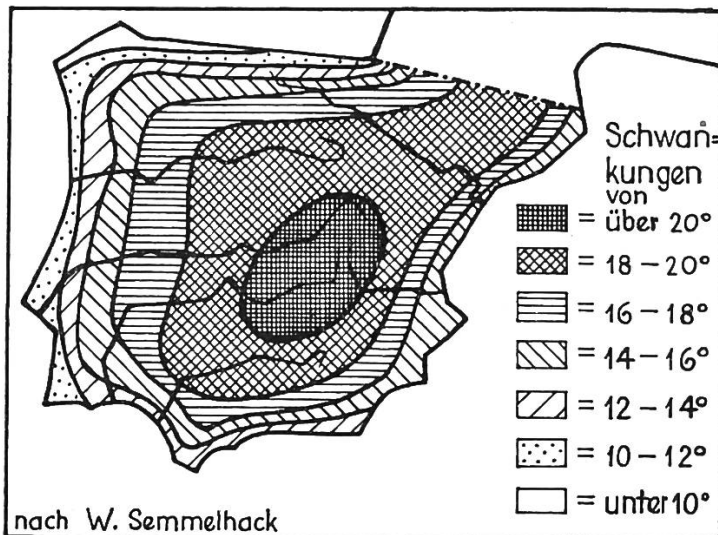 Schwan=
kungen
von
= über 20°
= 18 – 20°
= 16 – 18°
= 14 – 16°
= 12 – 14°
= 10 – 12°
= unter 10°
nach W. Semmelhack